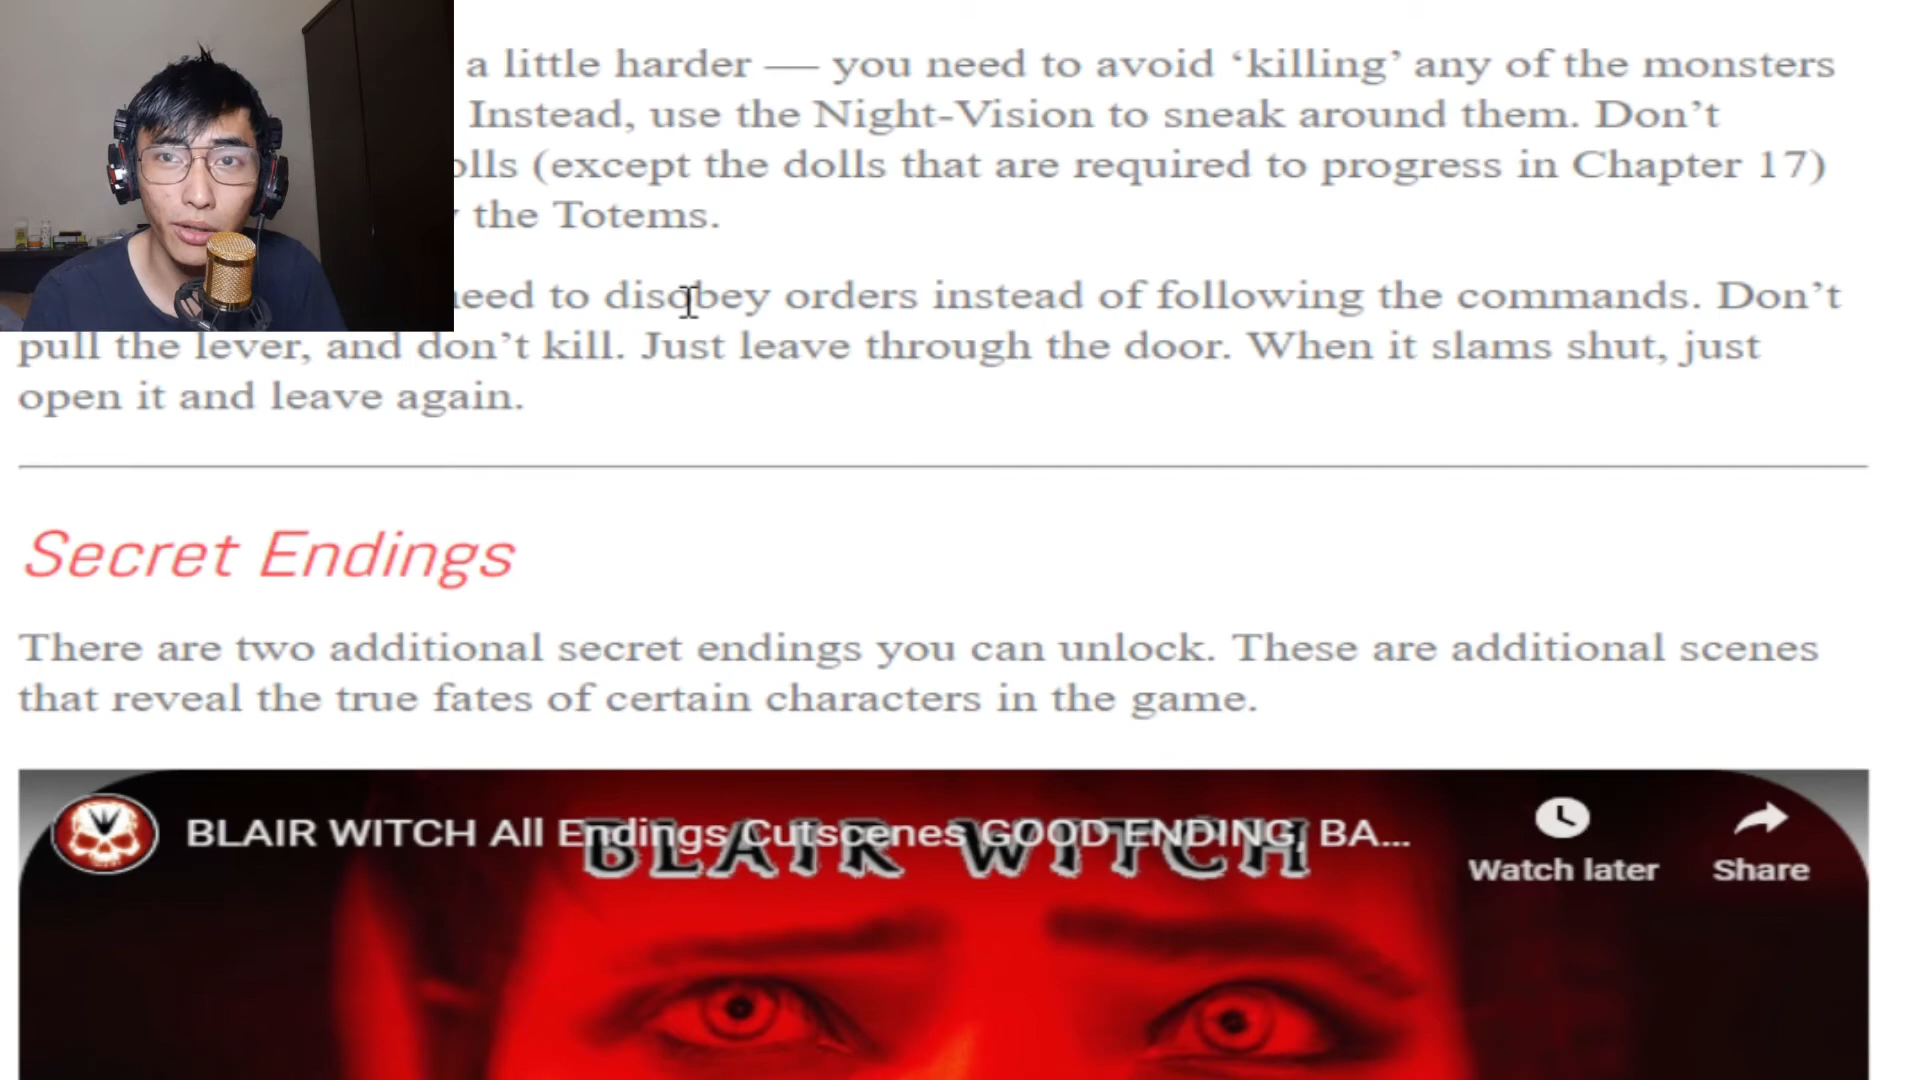 a little harder — you need to avoid ‘killing’ any of the monsters
Instead, use the Night-Vision to sneak around them. Don’t
(except the dolls that are required to progress in Chapter 17)
the Totems.
to disobey orders instead of following the commands. Don’t
pull the lever, and don’t kill. Just leave through the door. When it slams shut, just
open it and leave again.
Secret Endings
There are two additional secret endings you can unlock. These are additional scenes
that reveal the true fates of certain characters in the game.
BLAIR WITCH All Endings Cutscenes GOOD ENDING, BA...
BLAIR WITCH
Watch later
Share